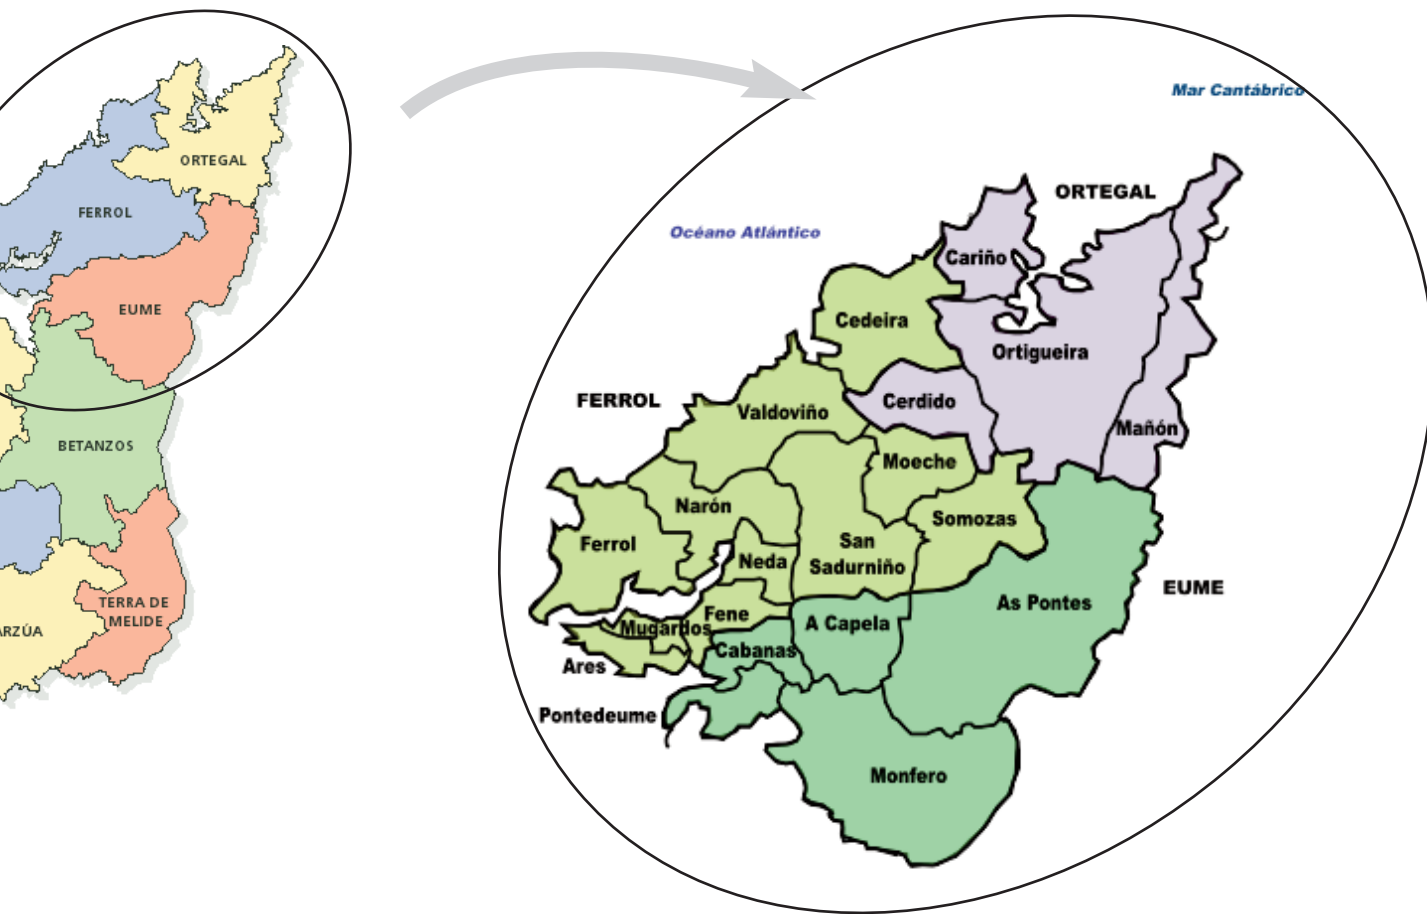 ORTEGAL
FERROL
EUME
BETANZOS
TERRA DE
MELIDE
ARZÚA
Mar Cantábrico
Océano Atlántico
ORTEGAL
Cariño
Cedeira
Ortigueira
FERROL
Valdoviño
Cerdido
Mañón
Moeche
Narón
Somozas
Ferrol
San
Sadurniño
Neda
EUME
As Pontes
Fene
A Capela
Mugardos
Cabanas
Ares
Pontedeume
Monfero